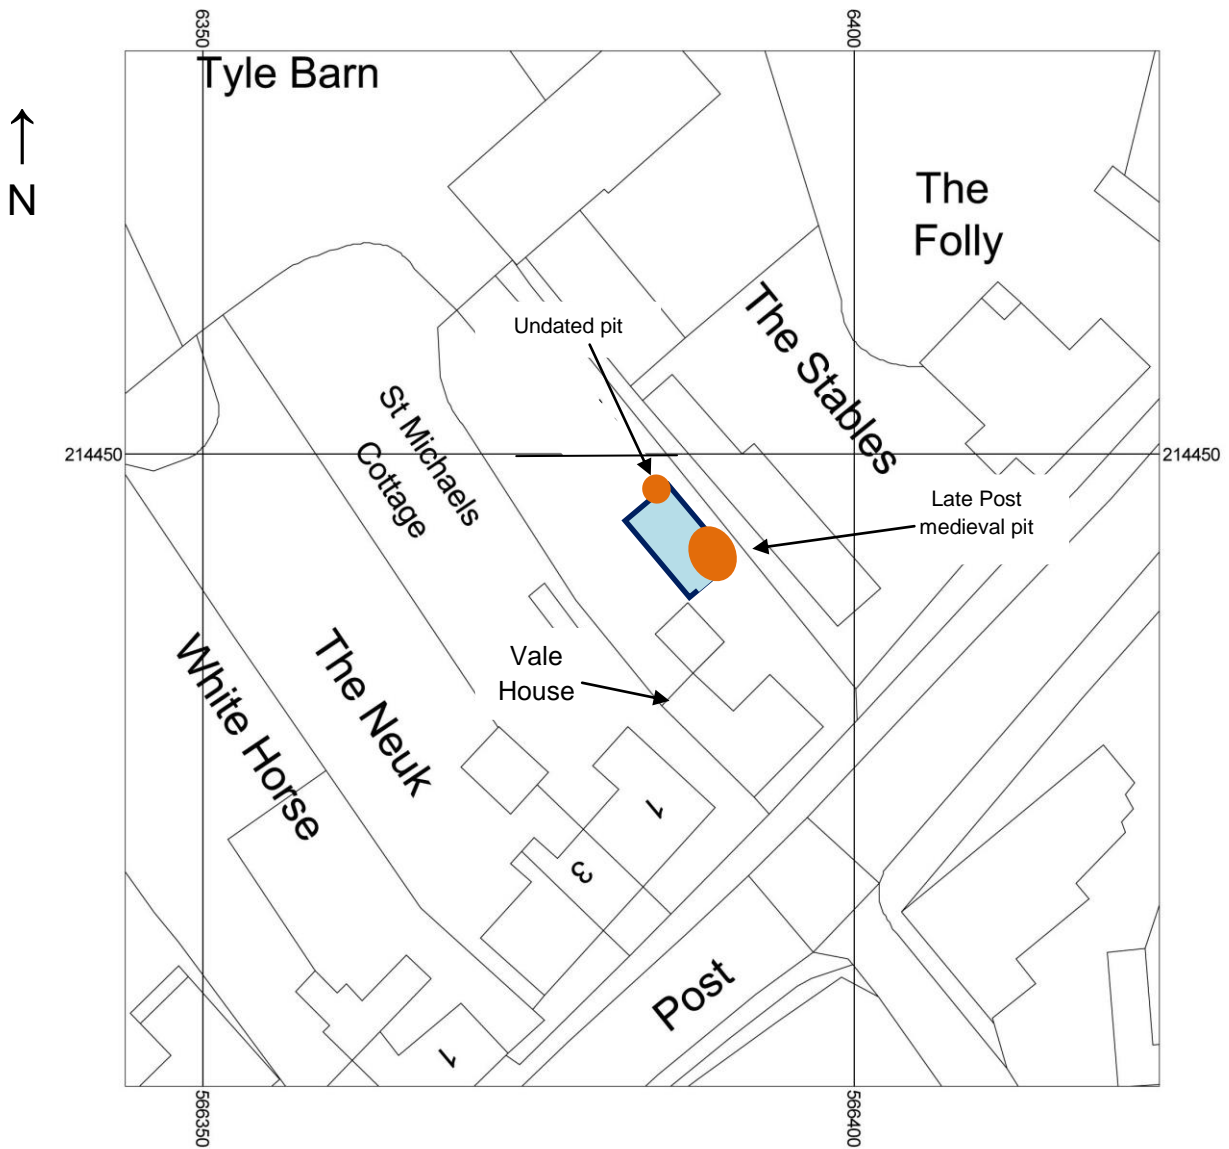 6350
6400
Tyle Barn
N
The
Folly
The Stables
Undated pit
St Michaels
Cottage
214450
214450
Late Post
medieval pit
Vale
House
White Horse
The Neuk
1
3
Post
1
566350
566400